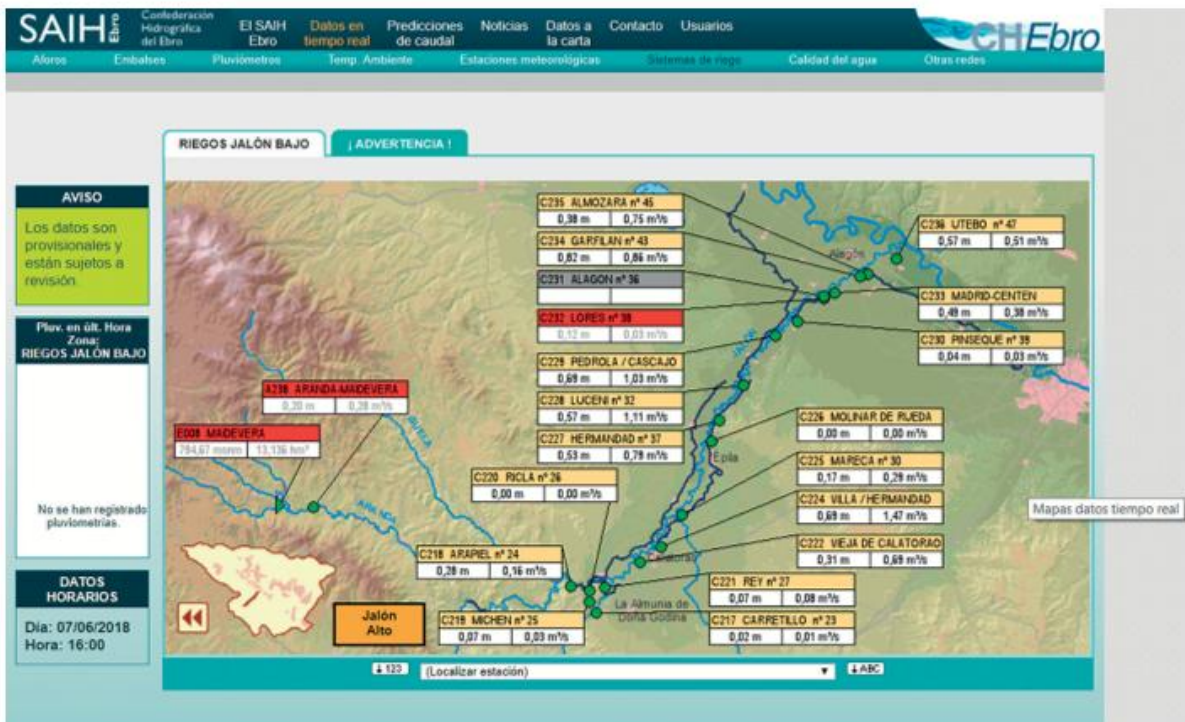 SAIH Ebro
Confederación
Hidrográfica
del Ebro
El SAIH
Ebro
Datos en
tiempo real
Predicciones
de caudal
Noticias
Datos a
la carta
Contacto
Usuarios
CHEbro
Aforos
Embalses
Pluviómetros
Temp. Ambiente
Estaciones meteorológicas
Sistemas de riego
Calidad del agua
Otras redes
RIEGOS JALÓN BAJO
¡ ADVERTENCIA !
AVISO
Los datos son
provisionales y
están sujetos a
revisión.
Pluv. en últ. Hora
Zona:
RIEGOS JALÓN BAJO
No se han registrado
pluviometrías.
DATOS
HORARIOS
Día: 07/06/2018
Hora: 16:00
C235 ALMOZARA nº 45
0,38 m 0,75 m³/s
C234 GARFILAN nº 43
0,82 m 0,86 m³/s
C231 ALAGON nº 36
C232 LORES nº 38
0,12 m 0,03 m³/s
C229 PEDROLA / CASCAJO
0,69 m 1,03 m³/s
C228 LUCENI nº 32
0,57 m 1,11 m³/s
C227 HERMANDAD nº 37
0,53 m 0,79 m³/s
C236 UTEBO nº 47
0,57 m 0,51 m³/s
Alagón
C233 MADRID-CENTEN
0,49 m 0,38 m³/s
C230 PINSEQUE nº 39
0,04 m 0,03 m³/s
JALON
A298 ARANDA-MAIDEVERA
0,20 m 0,28 m³/s
E008 MAIDEVERA
794,67 msnm 13,136 hm³
ISUELA
ARANDA
C226 MOLINAR DE RUEDA
0,00 m 0,00 m³/s
Epila
C225 MARECA nº 30
0,17 m 0,29 m³/s
C220 RICLA nº 26
0,00 m 0,00 m³/s
C224 VILLA / HERMANDAD
0,69 m 1,47 m³/s
Mapas datos tiempo real
C222 VIEJA DE CALATORAO
0,31 m 0,69 m³/s
Calatorao
C218 ARAPIEL nº 24
0,28 m 0,16 m³/s
C221 REY nº 27
0,07 m 0,08 m³/s
La Almunia de
Doña Godina
Jalón
Alto
C219 MICHEN nº 25
0,07 m 0,03 m³/s
C217 CARRETILLO nº 23
0,02 m 0,01 m³/s
123
(Localizar estación)
ABC